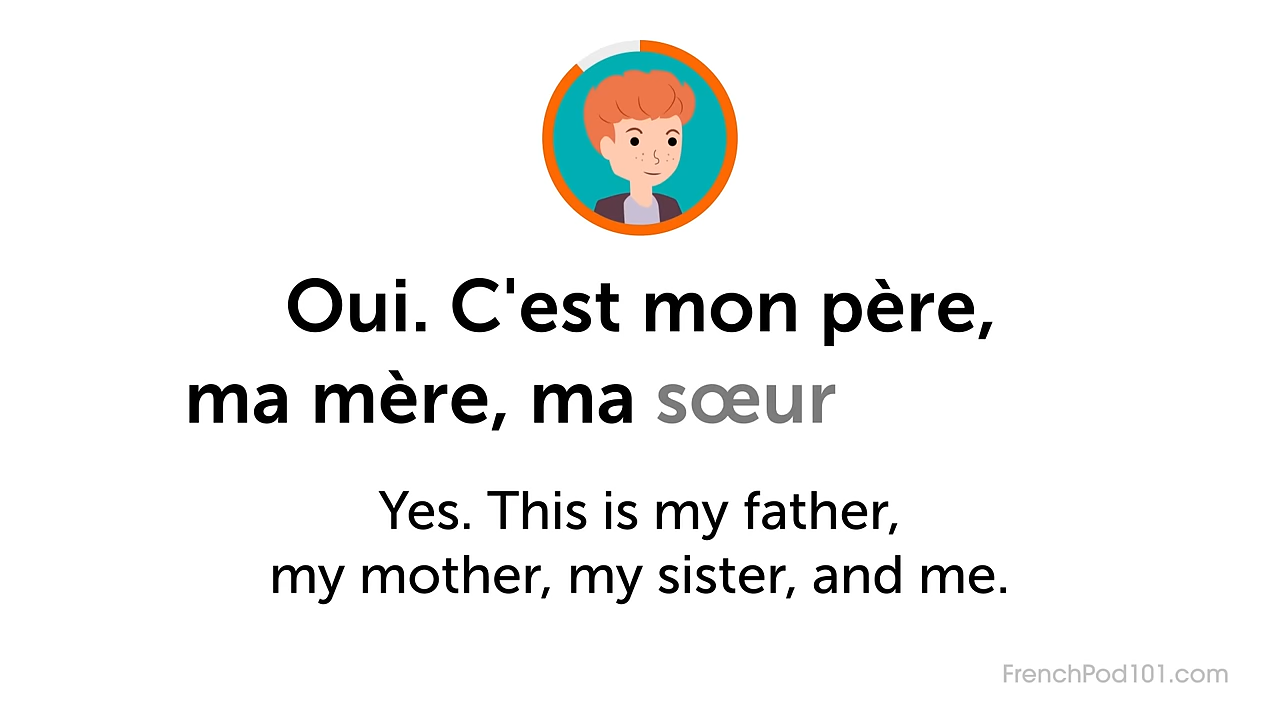 Oui. C'est mon père,
ma mère, ma sœur
Yes. This is my father,
my mother, my sister, and me.
FrenchPod101.com